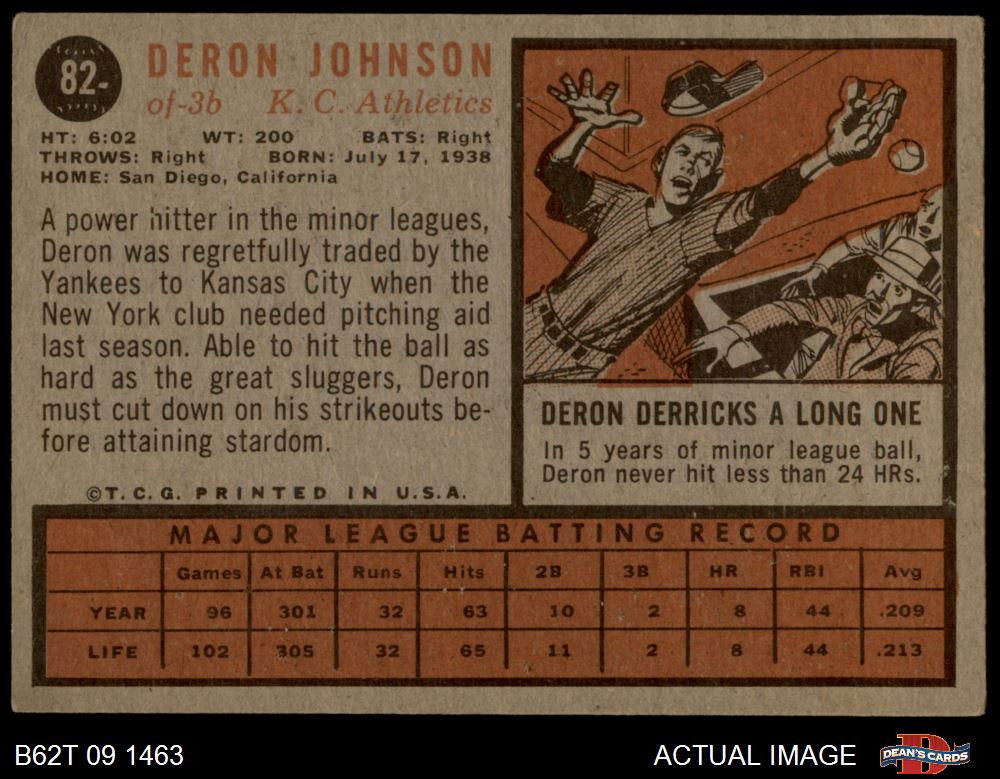 82-
DERON JOHNSON
of-3b K. C. Athletics
HT: 6:02 WT: 200 BATS: Right
THROWS: Right BORN: July 17, 1938
HOME: San Diego, California
A power hitter in the minor leagues,
Deron was regretfully traded by the
Yankees to Kansas City when the
New York club needed pitching aid
last season. Able to hit the ball as
hard as the great sluggers, Deron
must cut down on his strikeouts be-
fore attaining stardom.
©T.C.G. PRINTED IN U.S.A.
DERON DERRICKS A LONG ONE
In 5 years of minor league ball,
Deron never hit less than 24 HRs.
MAJOR LEAGUE BATTING RECORD
Games At Bat Runs Hits 2B 3B HR RBI Avg
YEAR 96 301 32 63 10 2 8 44 .209
LIFE 102 305 32 65 11 2 8 44 .213
B62T 09 1463
ACTUAL IMAGE
DEAN'S CARDS